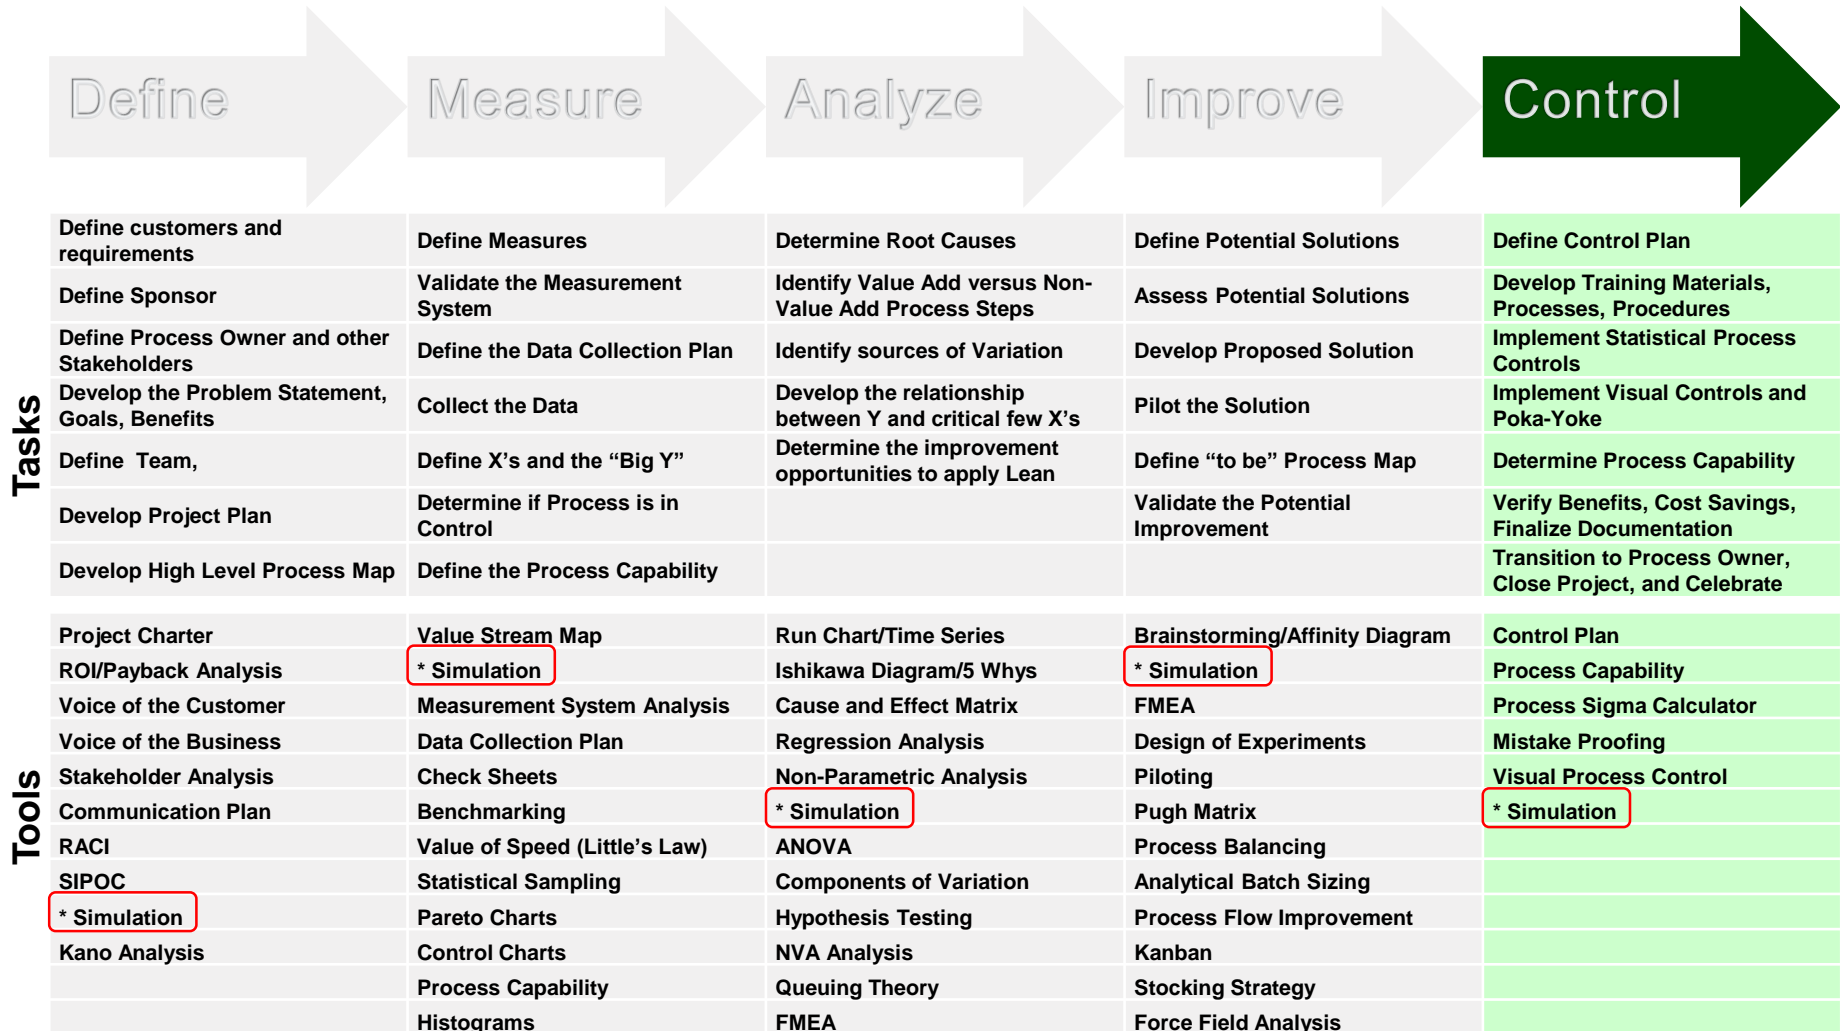 Define
Measure
Analyze
Improve
Control
Tasks
Define customers and
requirements
Define Measures
Determine Root Causes
Define Potential Solutions
Define Control Plan
Define Sponsor
Validate the Measurement
System
Identify Value Add versus Non-
Value Add Process Steps
Assess Potential Solutions
Develop Training Materials,
Processes, Procedures
Define Process Owner and other
Stakeholders
Define the Data Collection Plan
Identify sources of Variation
Develop Proposed Solution
Implement Statistical Process
Controls
Develop the Problem Statement,
Goals, Benefits
Collect the Data
Develop the relationship
between Y and critical few X’s
Pilot the Solution
Implement Visual Controls and
Poka-Yoke
Define  Team,
Define X’s and the “Big Y”
Determine the improvement
opportunities to apply Lean
Define “to be” Process Map
Determine Process Capability
Develop Project Plan
Determine if Process is in
Control
Validate the Potential
Improvement
Verify Benefits, Cost Savings,
Finalize Documentation
Develop High Level Process Map
Define the Process Capability
Transition to Process Owner,
Close Project, and Celebrate
Tools
Project Charter
Value Stream Map
Run Chart/Time Series
Brainstorming/Affinity Diagram
Control Plan
ROI/Payback Analysis
* Simulation
Ishikawa Diagram/5 Whys
* Simulation
Process Capability
Voice of the Customer
Measurement System Analysis
Cause and Effect Matrix
FMEA
Process Sigma Calculator
Voice of the Business
Data Collection Plan
Regression Analysis
Design of Experiments
Mistake Proofing
Stakeholder Analysis
Check Sheets
Non-Parametric Analysis
Piloting
Visual Process Control
Communication Plan
Benchmarking
* Simulation
Pugh Matrix
* Simulation
RACI
Value of Speed (Little’s Law)
ANOVA
Process Balancing
SIPOC
Statistical Sampling
Components of Variation
Analytical Batch Sizing
* Simulation
Pareto Charts
Hypothesis Testing
Process Flow Improvement
Kano Analysis
Control Charts
NVA Analysis
Kanban
Process Capability
Queuing Theory
Stocking Strategy
Histograms
FMEA
Force Field Analysis